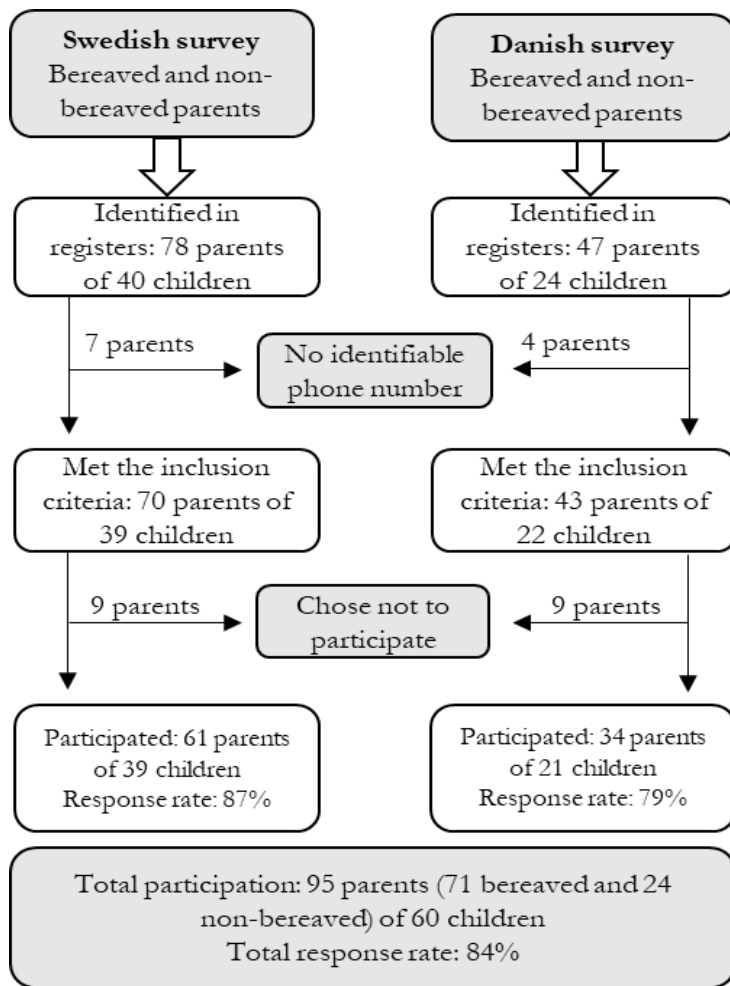 Swedish survey
Bereaved and non-
bereaved parents
Danish survey
Bereaved and non-
bereaved parents
Identified in
registers: 78 parents
of 40 children
Identified in
registers: 47 parents
of 24 children
7 parents
No identifiable
phone number
4 parents
Met the inclusion
criteria: 70 parents of
39 children
Met the inclusion
criteria: 43 parents of
22 children
9 parents
Chose not to
participate
9 parents
Participated: 61 parents
of 39 children
Response rate: 87%
Participated: 34 parents
of 21 children
Response rate: 79%
Total participation: 95 parents (71 bereaved and 24
non-bereaved) of 60 children
Total response rate: 84%